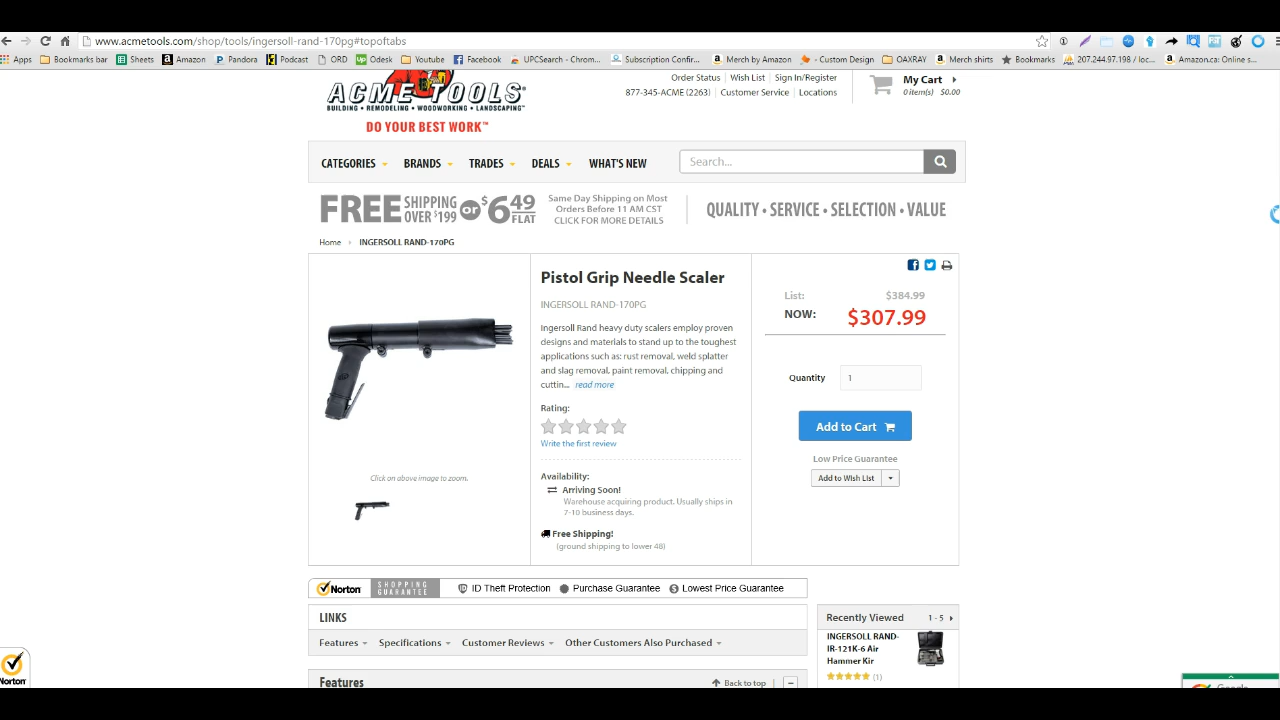 www.acmetools.com/shop/tools/ingersoll-rand-170pg#topoftabs
Apps Bookmarks bar Sheets Amazon Pandora Podcast ORD Odesk Youtube Facebook UPCSearch - Chrom... Subscription Confir... Merch by Amazon Custom Design OAXRAY Merch shirts Bookmarks 207.244.97.198 / loc... Amazon.ca: Online s...
Order Status Wish List Sign In/Register
877-345-ACME (2263) Customer Service Locations
My Cart
0 item(s) $0.00
ACME TOOLS
BUILDING • REMODELING • WOODWORKING • LANDSCAPING™
DO YOUR BEST WORK™
CATEGORIES BRANDS TRADES DEALS WHAT'S NEW
Search...
FREE SHIPPING OVER $199 or $6.49 FLAT
Same Day Shipping on Most
Orders Before 11 AM CST
CLICK FOR MORE DETAILS
QUALITY • SERVICE • SELECTION • VALUE
Home INGERSOLL RAND-170PG
Click on above image to zoom.
Pistol Grip Needle Scaler
INGERSOLL RAND-170PG
Ingersoll Rand heavy duty scalers employ proven
designs and materials to stand up to the toughest
applications such as: rust removal, weld splatter
and slag removal, paint removal, chipping and
cuttin... read more
Rating:
Write the first review
Availability:
Arriving Soon!
Warehouse acquiring product. Usually ships in
7-10 business days.
Free Shipping!
(ground shipping to lower 48)
List: $384.99
NOW: $307.99
Quantity 1
Add to Cart
Low Price Guarantee
Add to Wish List
Norton SHOPPING GUARANTEE ID Theft Protection Purchase Guarantee Lowest Price Guarantee
LINKS
Features Specifications Customer Reviews Other Customers Also Purchased
Features
Back to top
Recently Viewed 1 - 5
INGERSOLL RAND-
IR-121K-6 Air
Hammer Kir
(1)
Norton